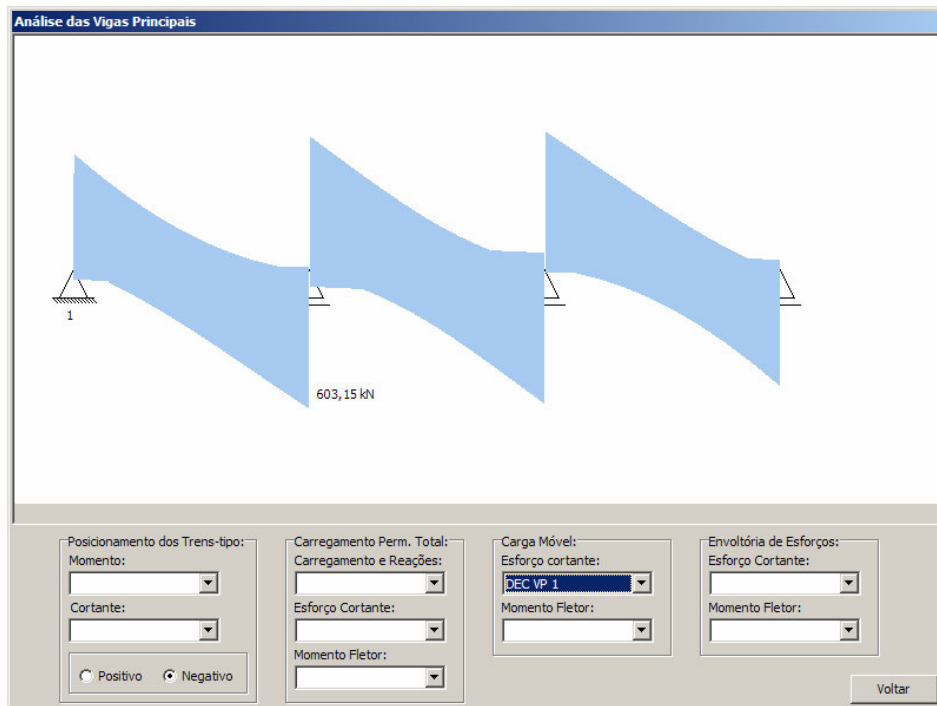 Análise das Vigas Principais
1
603,15 kN
Posicionamento dos Trens-tipo:
Momento:
Cortante:
Positivo
Negativo
Carregamento Perm. Total:
Carregamento e Reações:
Esforço Cortante:
Momento Fletor:
Carga Móvel:
Esforço cortante:
DEC VP 1
Momento Fletor:
Envoltória de Esforços:
Esforço Cortante:
Momento Fletor:
Voltar